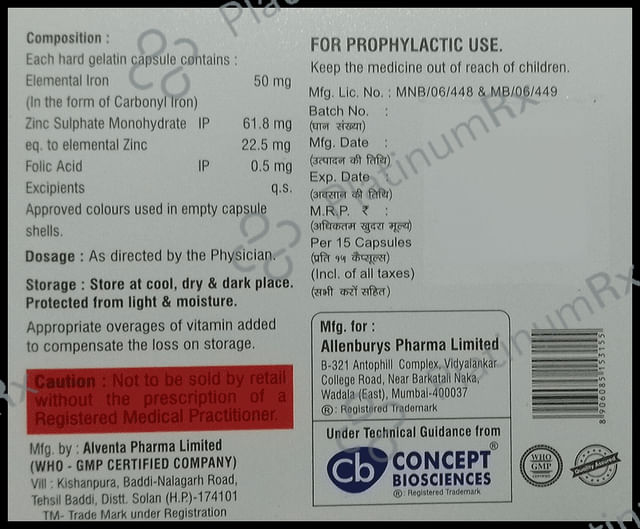 Composition :
Each hard gelatin capsule contains :
Elemental Iron 50 mg
(In the form of Carbonyl Iron)
Zinc Sulphate Monohydrate IP 61.8 mg
eq. to elemental Zinc 22.5 mg
Folic Acid IP 0.5 mg
Excipients q.s.
Approved colours used in empty capsule
shells.
Dosage : As directed by the Physician.
Storage : Store at cool, dry & dark place.
Protected from light & moisture.
Appropriate overages of vitamin added
to compensate the loss on storage.
Caution : Not to be sold by retail
without the prescription of a
Registered Medical Practitioner.
Mfg. by : Alventa Pharma Limited
(WHO - GMP CERTIFIED COMPANY)
Vill : Kishanpura, Baddi-Nalagarh Road,
Tehsil Baddi, Distt. Solan (H.P.)-174101
TM- Trade Mark under Registration
FOR PROPHYLACTIC USE.
Keep the medicine out of reach of children.
Mfg. Lic. No. : MNB/06/448 & MB/06/449
Batch No. :
(घान संख्या)
Mfg. Date :
(उत्पादन की तिथि)
Exp. Date :
(अवसान की तिथि)
M.R.P. ₹ :
(अधिकतम खुदरा मूल्य)
Per 15 Capsules
(प्रति १५ कैप्सूल्स)
(Incl. of all taxes)
(सभी करों सहित)
Mfg. for :
Allenburys Pharma Limited
B-321 Antophill Complex, Vidyalankar
College Road, Near Barkatali Naka,
Wadala (East), Mumbai-400037
® : Registered Trademark
Under Technical Guidance from
cb CONCEPT ®
BIOSCIENCES
® : Registered Trademark
8 906085 153153
WHO
GMP
CERTIFIED
Quality Assured
PlatinumRx
PlatinumRx